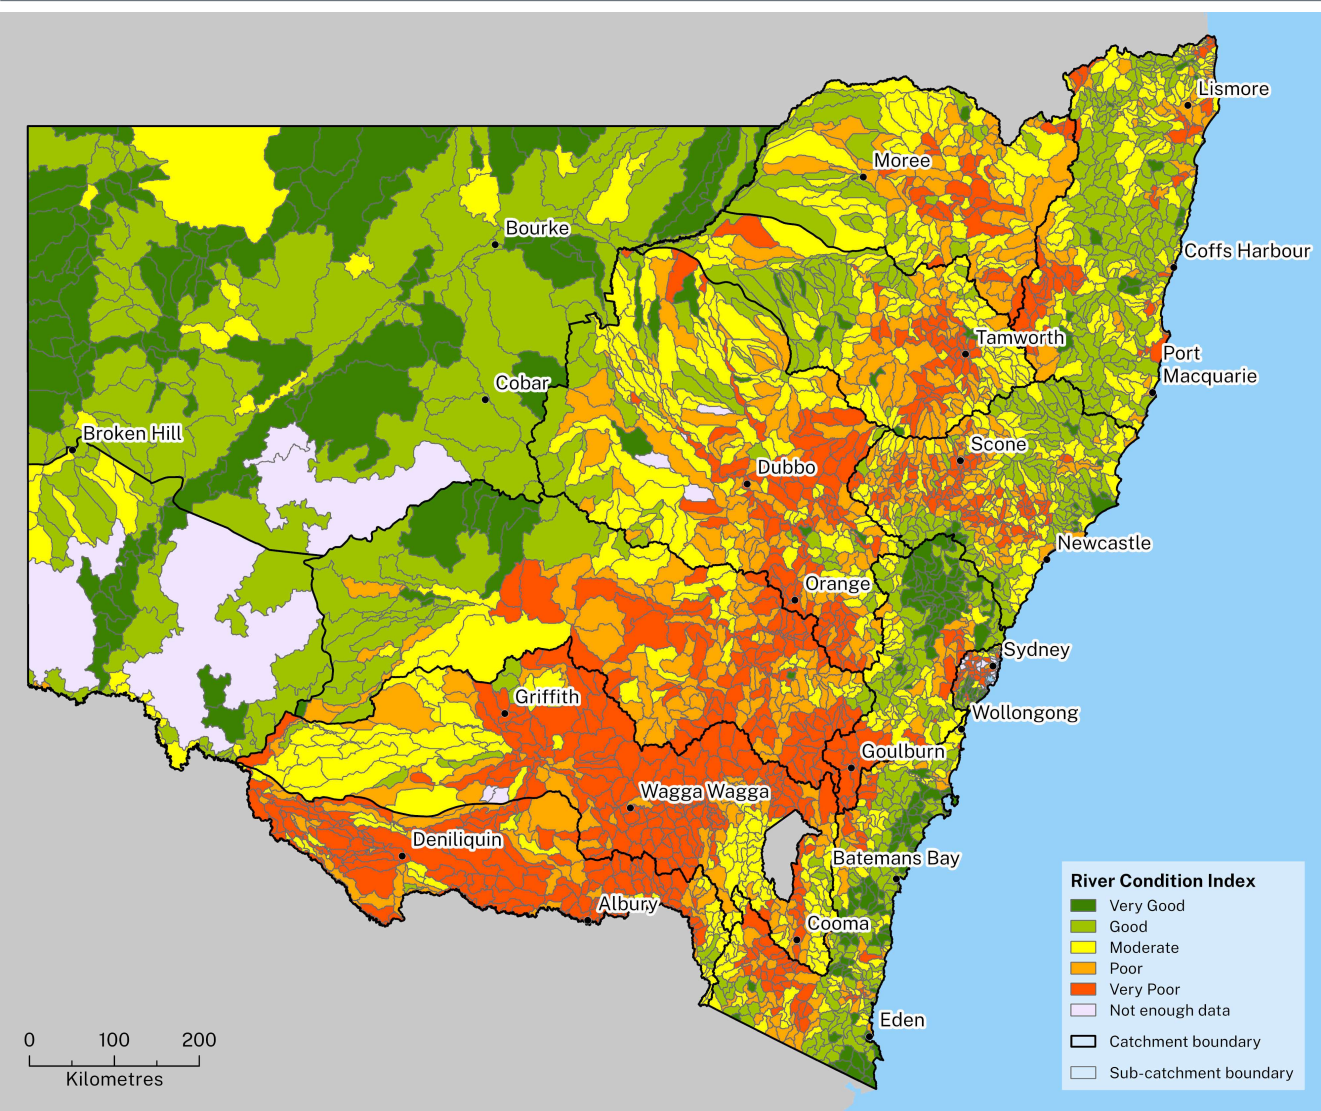 Lismore
Moree
Bourke
Coffs Harbour
Tamworth
Port
Macquarie
Cobar
Broken Hill
Scone
Dubbo
Newcastle
Orange
Sydney
Griffith
Wollongong
Goulburn
Wagga Wagga
Deniliquin
Batemans Bay
Albury
Cooma
Eden
River Condition Index
Very Good
Good
Moderate
Poor
Very Poor
Not enough data
Catchment boundary
Sub-catchment boundary
0 100 200
Kilometres